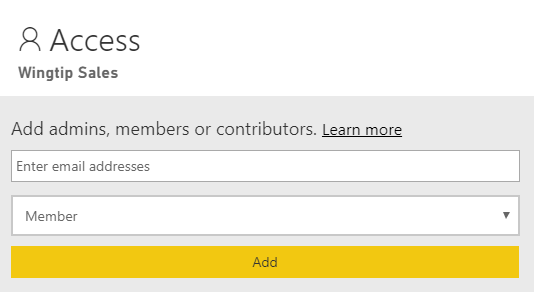 Access
Wingtip Sales
Add admins, members or contributors. Learn more
Enter email addresses
Member
Add